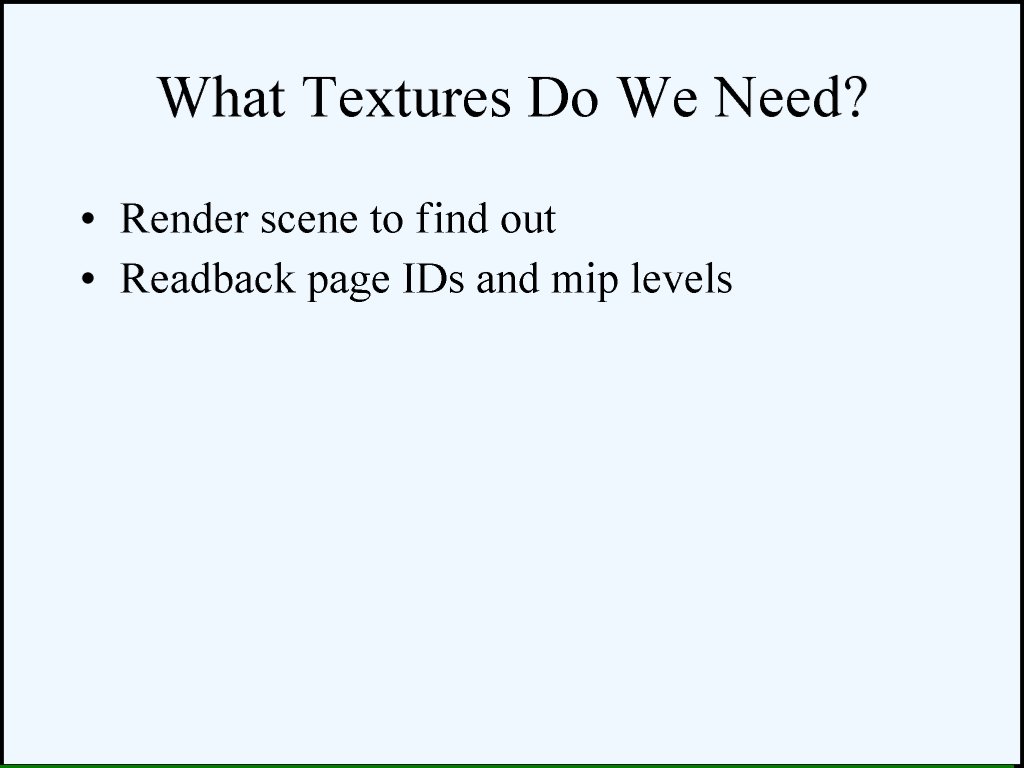 What Textures Do We Need?
• Render scene to find out
• Readback page IDs and mip levels